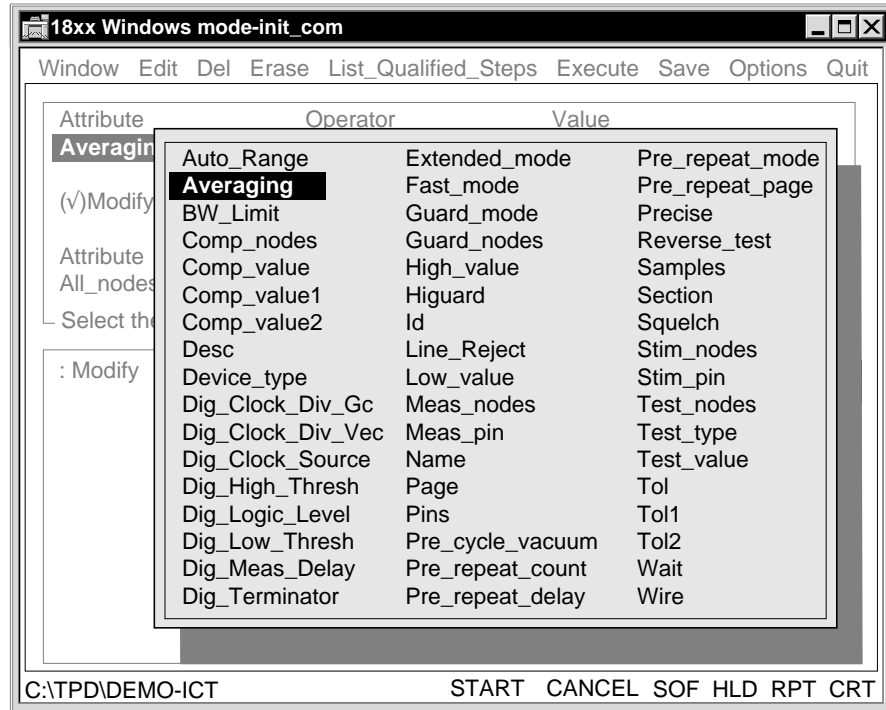 18xx Windows mode-init_com
Window Edit Del Erase List_Qualified_Steps Execute Save Options Quit
Attribute Operator Value
Averagin
(√)Modify
Attribute
All_nodes
Select the
: Modify
Auto_Range Extended_mode Pre_repeat_mode
Averaging Fast_mode Pre_repeat_page
BW_Limit Guard_mode Precise
Comp_nodes Guard_nodes Reverse_test
Comp_value High_value Samples
Comp_value1 Higuard Section
Comp_value2 Id Squelch
Desc Line_Reject Stim_nodes
Device_type Low_value Stim_pin
Dig_Clock_Div_Gc Meas_nodes Test_nodes
Dig_Clock_Div_Vec Meas_pin Test_type
Dig_Clock_Source Name Test_value
Dig_High_Thresh Page Tol
Dig_Logic_Level Pins Tol1
Dig_Low_Thresh Pre_cycle_vacuum Tol2
Dig_Meas_Delay Pre_repeat_count Wait
Dig_Terminator Pre_repeat_delay Wire
C:\TPD\DEMO-ICT START CANCEL SOF HLD RPT CRT